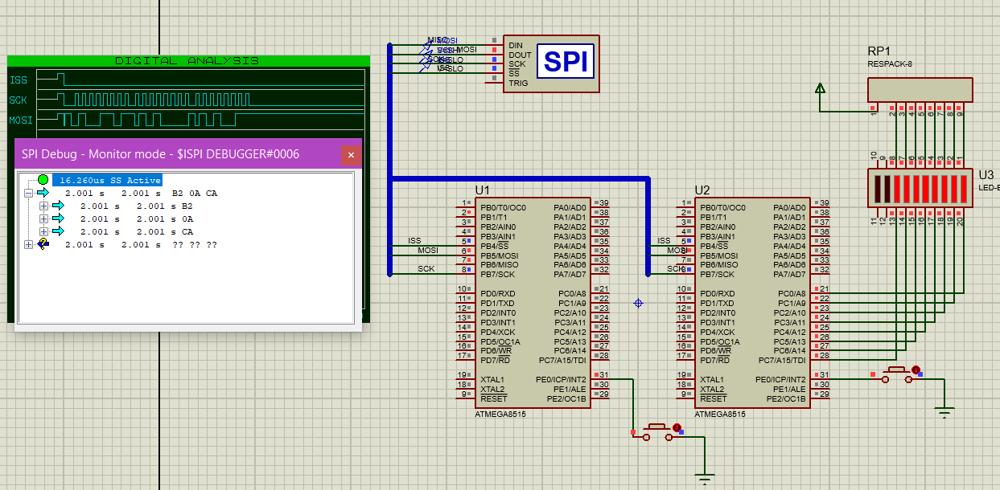 DIGITAL ANALYSIS
ISS
SCK
MOSI
SPI Debug - Monitor mode - $ISPI DEBUGGER#0006
×
16.260us SS Active
2.001 s 2.001 s B2 0A CA
2.001 s 2.001 s B2
2.001 s 2.001 s 0A
2.001 s 2.001 s CA
2.001 s 2.001 s ?? ?? ??
MOSI
DIN
DOUT
SCK
SS
TRIG
SPI
RP1
RESPACK-8
1
2
3
4
5
6
7
8
9
10
9
8
7
6
5
4
3
2
1
U3
11
12
13
14
15
16
17
18
19
20
U1
1 PB0/T0/OC0 PA0/AD0 39
2 PB1/T1 PA1/AD1 38
3 PB2/AIN0 PA2/AD2 37
4 PB3/AIN1 PA3/AD3 36
ISS 5 PB4/SS PA4/AD4 35
MOSI 6 PB5/MOSI PA5/AD5 34
7 PB6/MISO PA6/AD6 33
SCK 8 PB7/SCK PA7/AD7 32
10 PD0/RXD PC0/A8 21
11 PD1/TXD PC1/A9 22
12 PD2/INT0 PC2/A10 23
13 PD3/INT1 PC3/A11 24
14 PD4/XCK PC4/A12 25
15 PD5/OC1A PC5/A13 26
16 PD6/WR PC6/A14 27
17 PD7/RD PC7/A15/TDI 28
19 XTAL1 PE0/ICP/INT2 31
18 XTAL2 PE1/ALE 30
9 RESET PE2/OC1B 29
ATMEGA8515
U2
1 PB0/T0/OC0 PA0/AD0 39
2 PB1/T1 PA1/AD1 38
3 PB2/AIN0 PA2/AD2 37
4 PB3/AIN1 PA3/AD3 36
ISS 5 PB4/SS PA4/AD4 35
MOSI PB5/MOSI PA5/AD5 34
7 PB6/MISO PA6/AD6 33
SCK PB7/SCK PA7/AD7 32
10 PD0/RXD PC0/A8 21
11 PD1/TXD PC1/A9 22
12 PD2/INT0 PC2/A10 23
13 PD3/INT1 PC3/A11 24
14 PD4/XCK PC4/A12 25
15 PD5/OC1A PC5/A13 26
16 PD6/WR PC6/A14 27
17 PD7/RD PC7/A15/TDI 28
19 XTAL1 PE0/ICP/INT2 31
18 XTAL2 PE1/ALE 30
9 RESET PE2/OC1B 29
ATMEGA8515